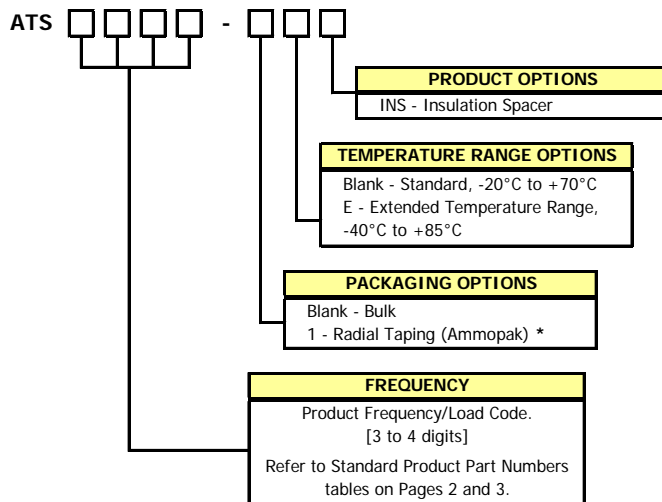 ATS -
PRODUCT OPTIONS
INS - Insulation Spacer
TEMPERATURE RANGE OPTIONS
Blank - Standard, -20°C to +70°C
E - Extended Temperature Range,
-40°C to +85°C
PACKAGING OPTIONS
Blank - Bulk
1 - Radial Taping (Ammopak) *
FREQUENCY
Product Frequency/Load Code.
[3 to 4 digits]
Refer to Standard Product Part Numbers
tables on Pages 2 and 3.